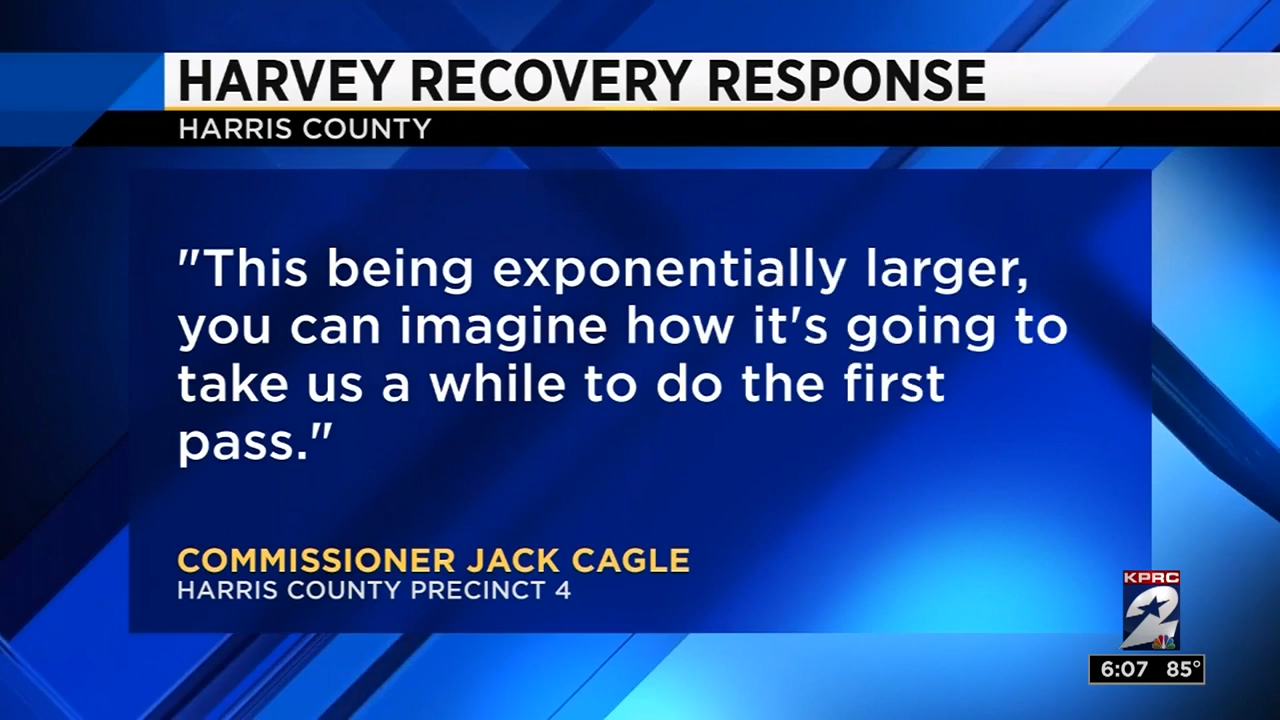 HARVEY RECOVERY RESPONSE
HARRIS COUNTY
"This being exponentially larger,
you can imagine how it's going to
take us a while to do the first
pass."
COMMISSIONER JACK CAGLE
HARRIS COUNTY PRECINCT 4
KPRC
2
6:07 85°